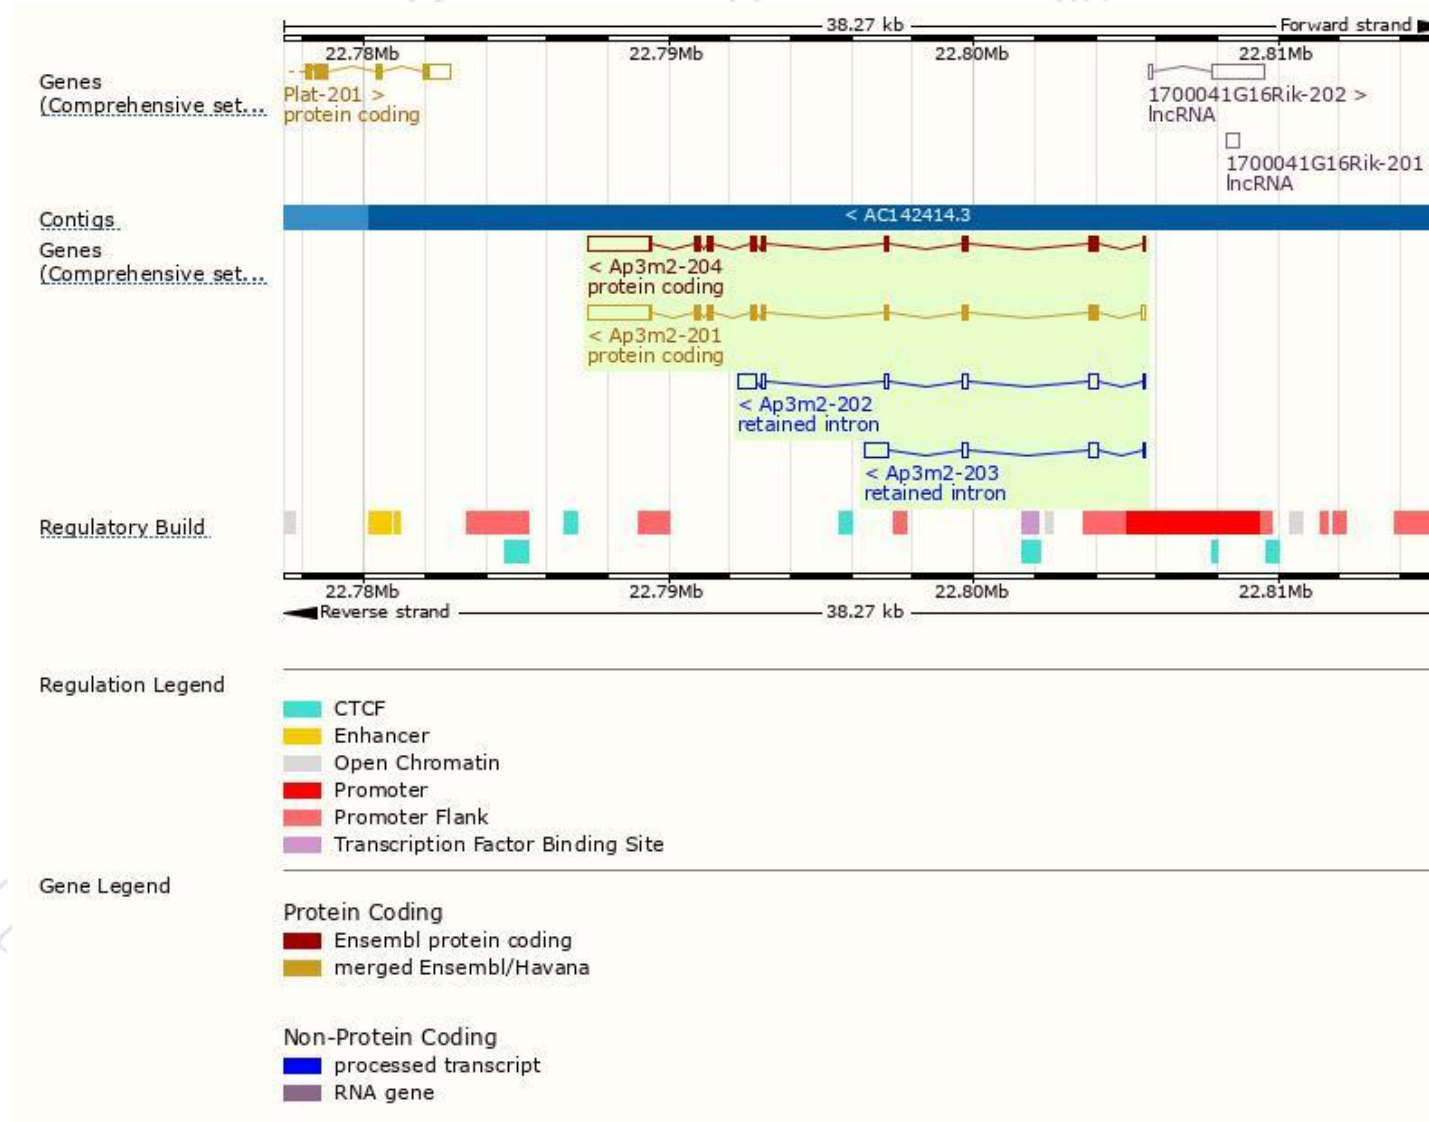 38.27 kb
Forward strand
22.78Mb 22.79Mb 22.80Mb 22.81Mb
Genes
(Comprehensive set...
Plat-201 >
protein coding
1700041G16Rik-202 >
lncRNA
1700041G16Rik-201
lncRNA
Contigs
< AC142414.3
Genes
(Comprehensive set...
< Ap3m2-204
protein coding
< Ap3m2-201
protein coding
< Ap3m2-202
retained intron
< Ap3m2-203
retained intron
Regulatory Build
22.78Mb 22.79Mb 22.80Mb 22.81Mb
Reverse strand
38.27 kb
Regulation Legend
CTCF
Enhancer
Open Chromatin
Promoter
Promoter Flank
Transcription Factor Binding Site
Gene Legend
Protein Coding
Ensembl protein coding
merged Ensembl/Havana
Non-Protein Coding
processed transcript
RNA gene